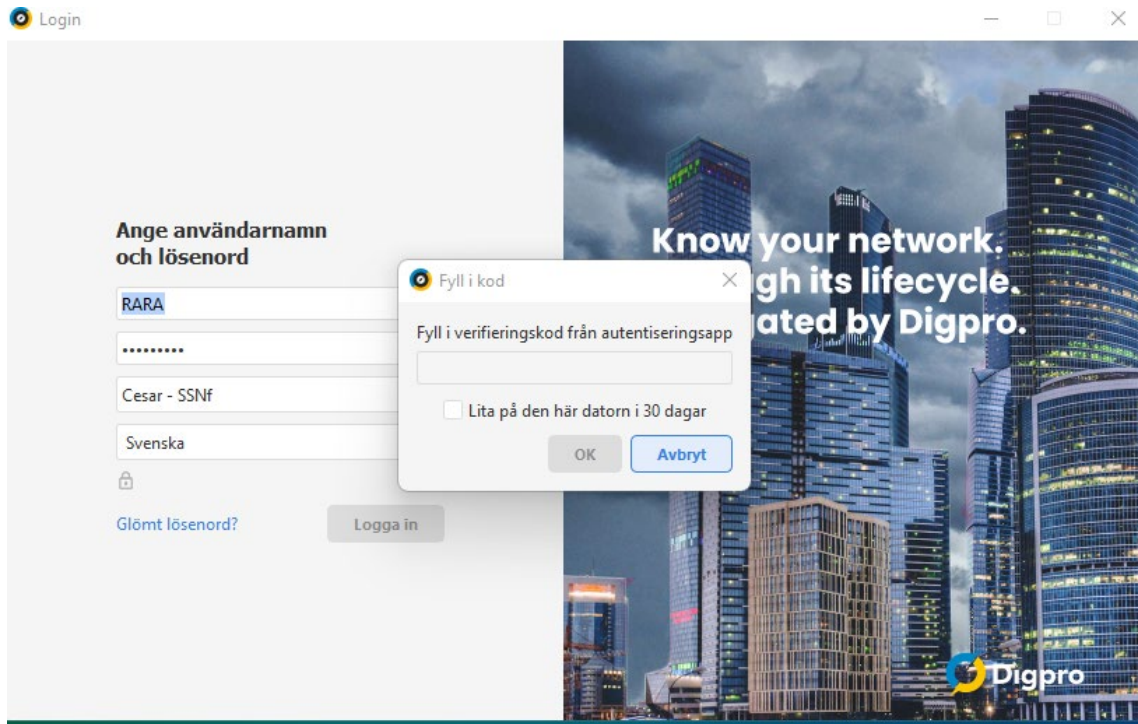 Login
Ange användarnamn
och lösenord
RARA
Cesar - SSNf
Svenska
Glömt lösenord?
Logga in
Know your network.
gh its lifecycle.
ated by Digpro.
Fyll i kod
Fyll i verifieringskod från autentiseringsapp
Lita på den här datorn i 30 dagar
OK
Avbryt
Digpro